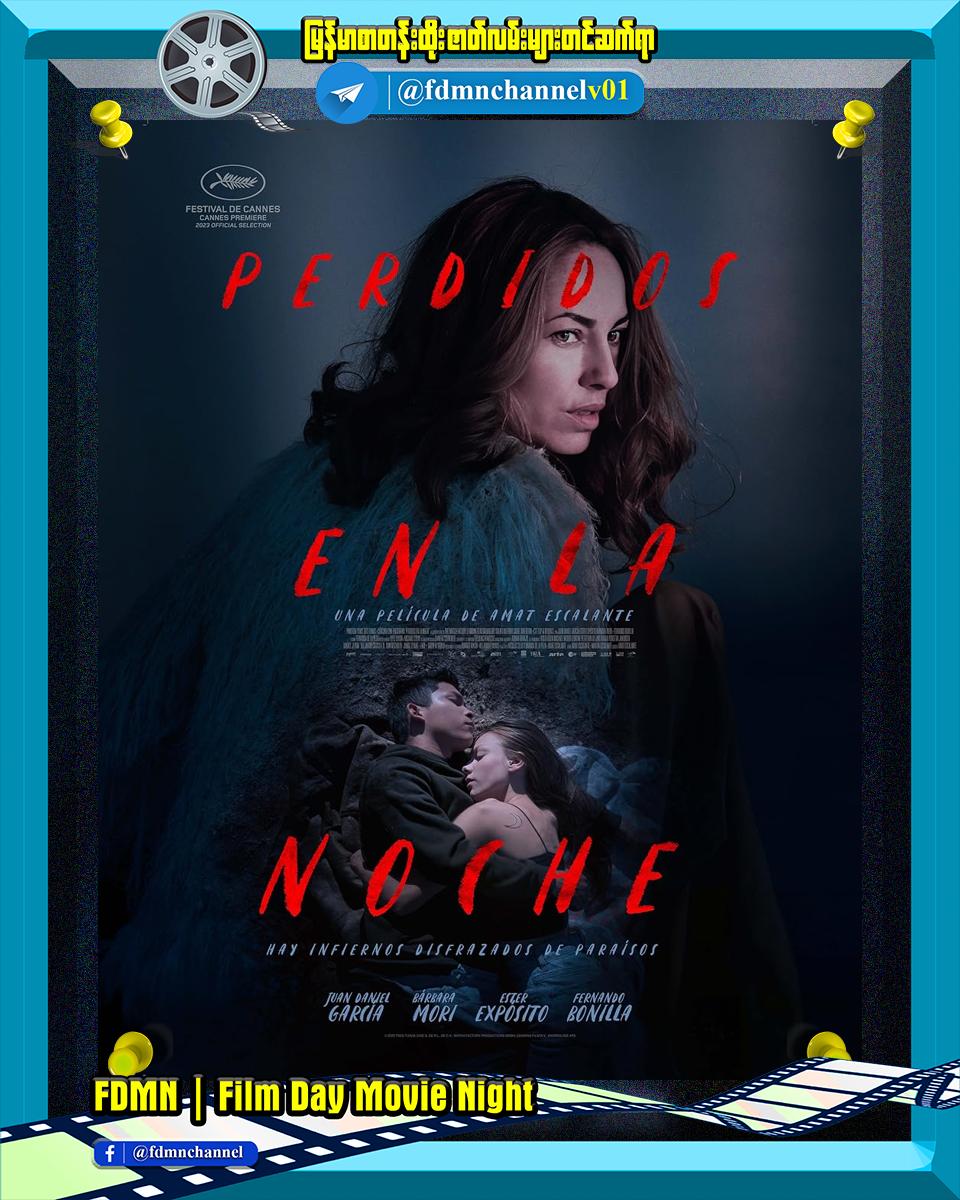 မြန်မာစာတန်းထိုးဇာတ်လမ်းများတင်ဆက်ရာ
@fdmnchannelv01
FESTIVAL DE CANNES
CANNES PREMIERE
2023 OFFICIAL SELECTION
PERDIDOS
EN LA
UNA PELÍCULA DE AMAT ESCALANTE
arte
NOCHE
HAY INFIERNOS DISFRAZADOS DE PARAÍSOS
JUAN DANIEL GARCÍA
BÁRBARA MORI
ESTER EXPÓSITO
FERNANDO BONILLA
FDMN | Film Day Movie Night
@fdmnchannel